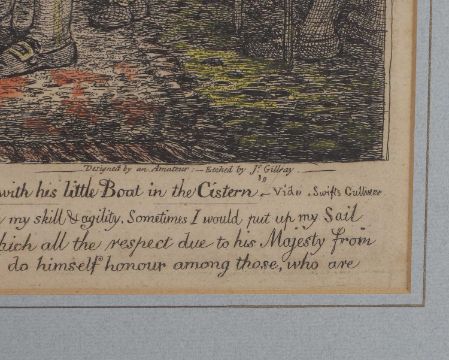 Designed by an Amateur :— Etched by Js. Gillray.—
with his little Boat in the Cistern,— Vide. Swifts Gulliver
my skill & agility. Sometimes I would put up my Sail
which all the respect due to his Majesty from
do himself honour among those, who are